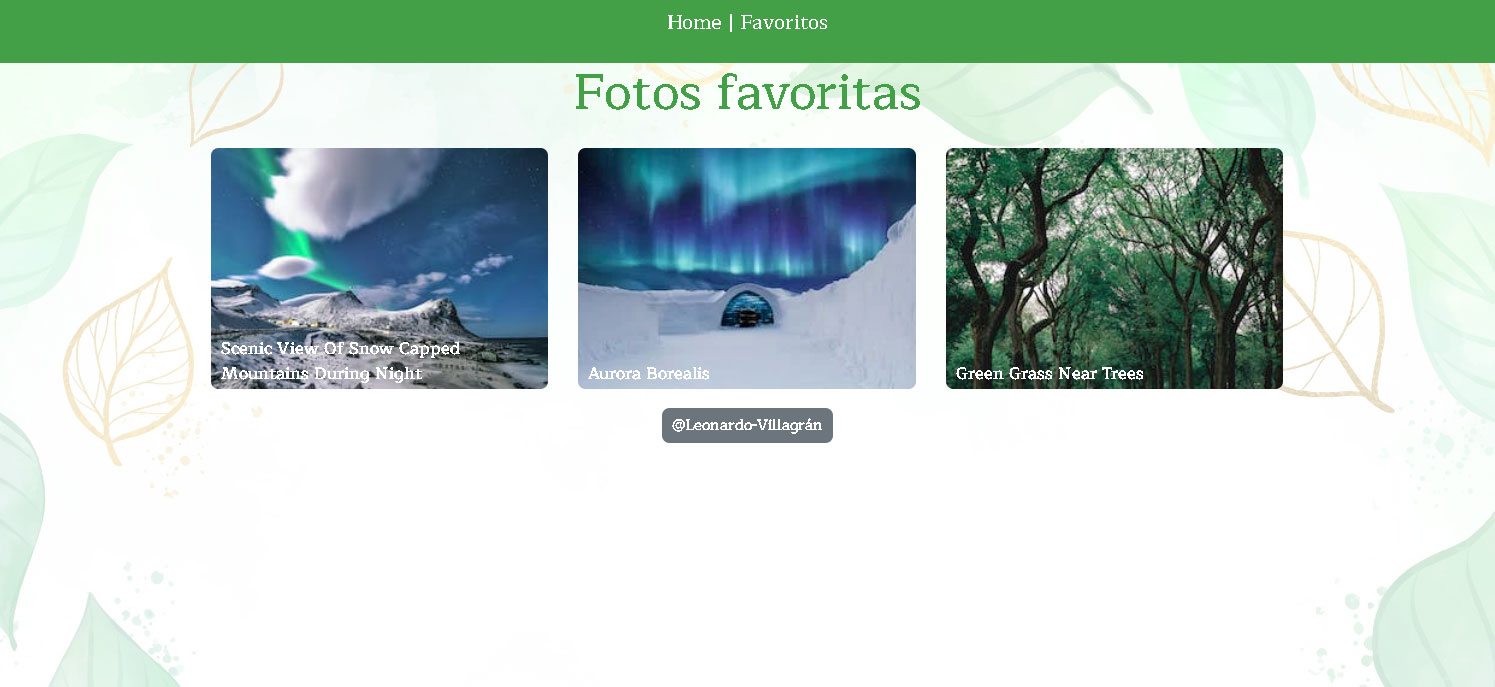 Home | Favoritos
Fotos favoritas
Scenic View Of Snow Capped
Mountains During Night
Aurora Borealis
Green Grass Near Trees
@Leonardo-Villagrán